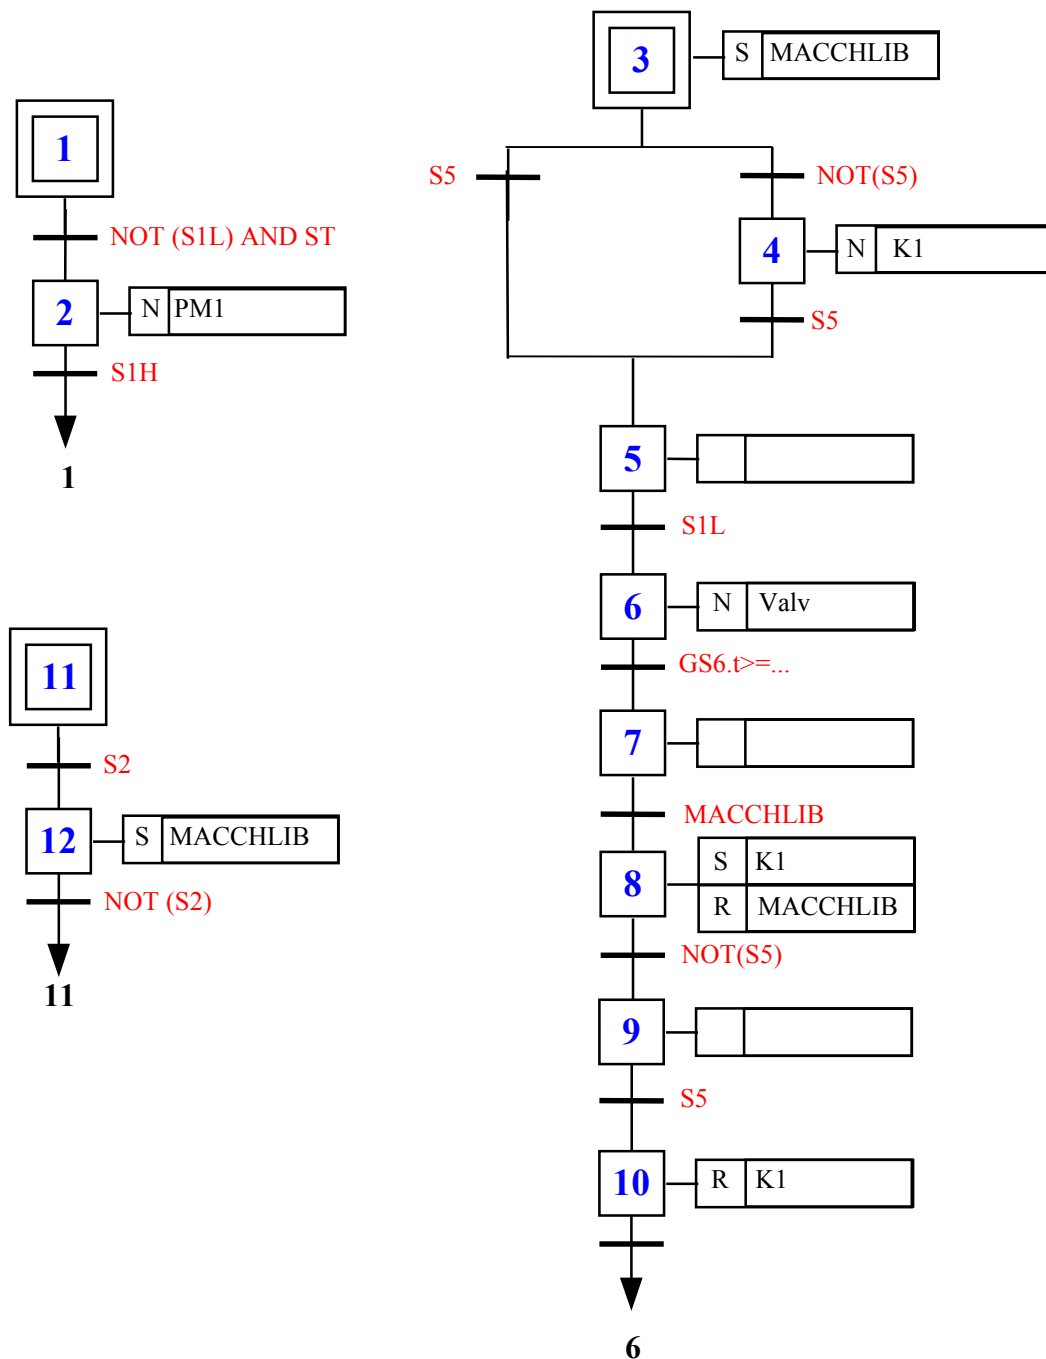 1
NOT (S1L) AND ST
2
N PM1
S1H
1
11
S2
12
S MACCHLIB
NOT (S2)
11
3
S MACCHLIB
S5
NOT(S5)
4
N K1
S5
5
S1L
6
N Valv
GS6.t>=...
7
MACCHLIB
8
S K1
R MACCHLIB
NOT(S5)
9
S5
10
R K1
6